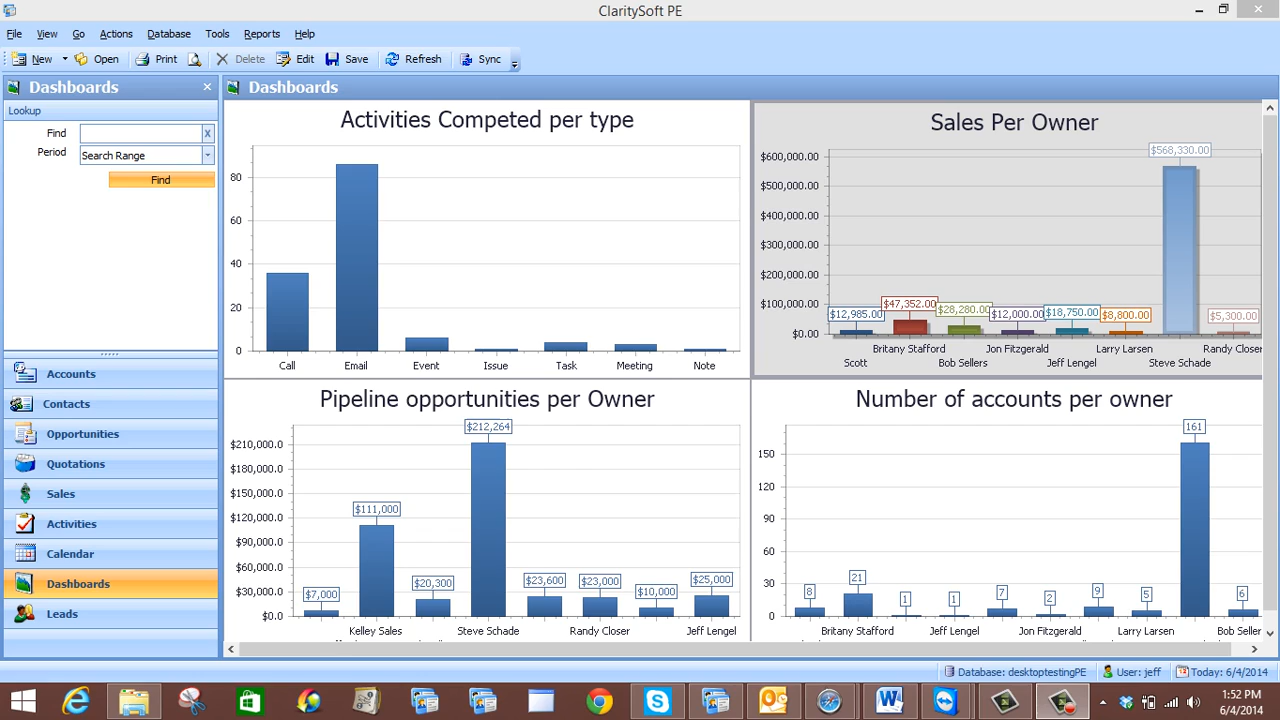 ClaritySoft PE
File View Go Actions Database Tools Reports Help
New Open Print Delete Edit Save Refresh Sync
Dashboards
Lookup
Find
X
Period
Search Range
Find
Accounts
Contacts
Opportunities
Quotations
Sales
Activities
Calendar
Dashboards
Leads
Dashboards
Activities Competed per type
80
60
40
20
0
Call Email Event Issue Task Meeting Note
Sales Per Owner
$600,000.00
$500,000.00
$400,000.00
$300,000.00
$200,000.00
$100,000.00
$0.00
$12,985.00 $47,352.00 $28,280.00 $12,000.00 $18,750.00 $8,800.00 $568,330.00 $5,300.00
Britany Stafford Jon Fitzgerald Larry Larsen Randy Closer
Scott Bob Sellers Jeff Lengel Steve Schade
Pipeline opportunities per Owner
$210,000.0
$180,000.0
$150,000.0
$120,000.0
$90,000.0
$60,000.0
$30,000.0
$0.0
$7,000 $111,000 $20,300 $212,264 $23,600 $23,000 $10,000 $25,000
Kelley Sales Steve Schade Randy Closer Jeff Lengel
Number of accounts per owner
150
120
90
60
30
0
8 21 1 1 7 2 9 5 161 6
Britany Stafford Jeff Lengel Jon Fitzgerald Larry Larsen Bob Seller
Database: desktoptestingPE User: jeff Today: 6/4/2014
1:52 PM
6/4/2014